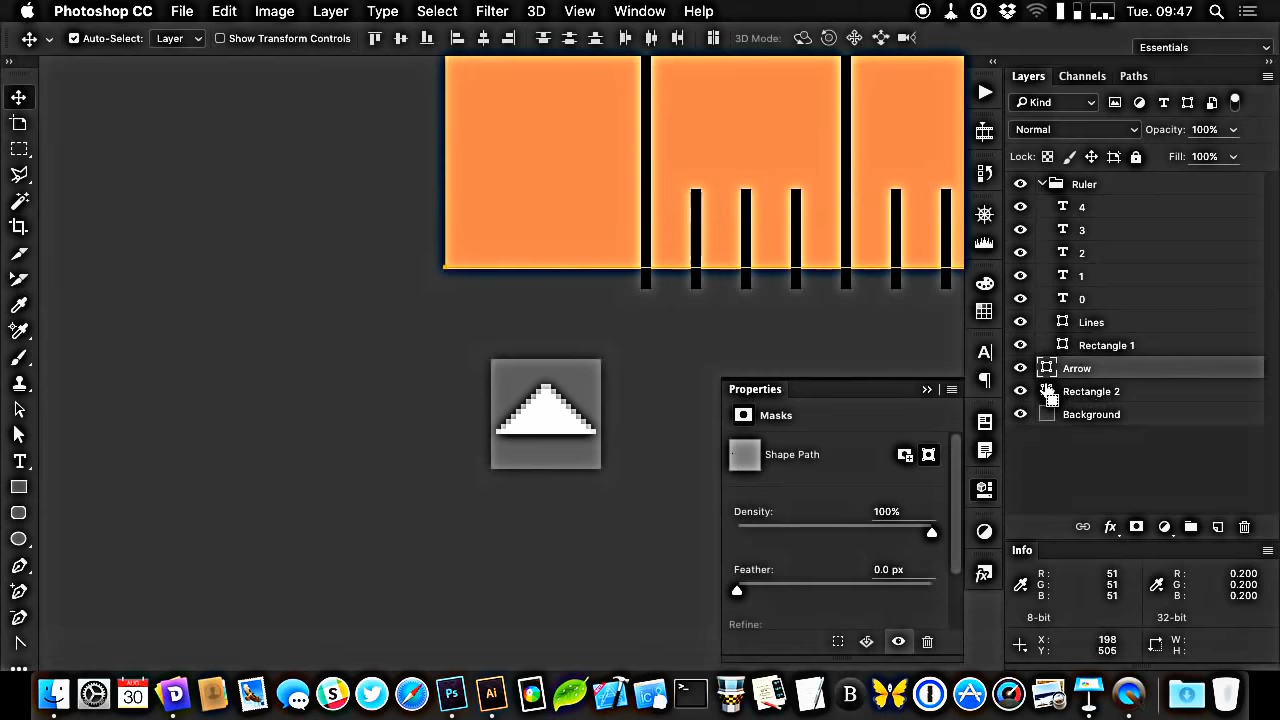 Photoshop CC File Edit Image Layer Type Select Filter 3D View Window Help Tue. 09:47
Auto-Select: Layer Show Transform Controls 3D Mode: Essentials
Layers Channels Paths
Kind
Normal Opacity: 100%
Lock: Fill: 100%
Ruler
T 4
T 3
T 2
T 1
T 0
Lines
Rectangle 1
Arrow
Rectangle 2
Background
Properties
Masks
Shape Path
Density: 100%
Feather: 0.0 px
Refine:
fx
Info
R: 51 R: 0.200
G: 51 G: 0.200
B: 51 B: 0.200
8-bit 32-bit
X: 198 W:
Y: 505 H:
AUG
30
Ps
Ai
B